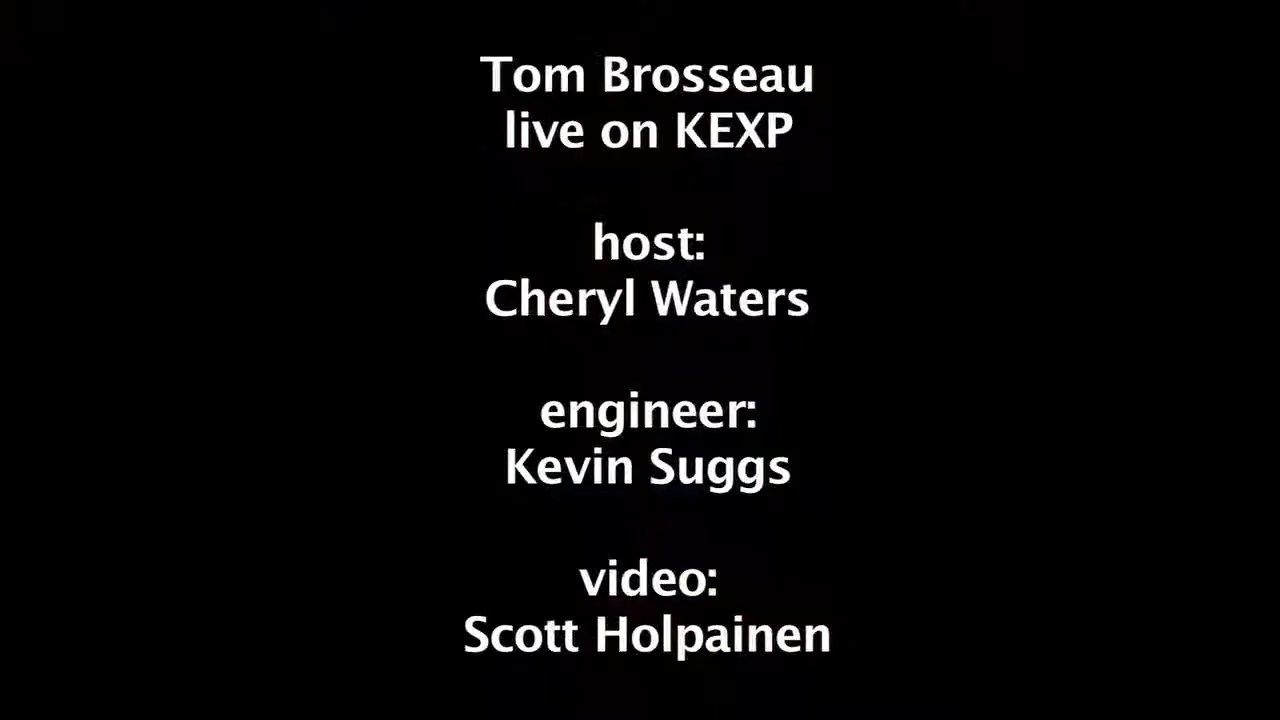 Tom Brosseau
live on KEXP
host:
Cheryl Waters
engineer:
Kevin Suggs
video:
Scott Holpainen